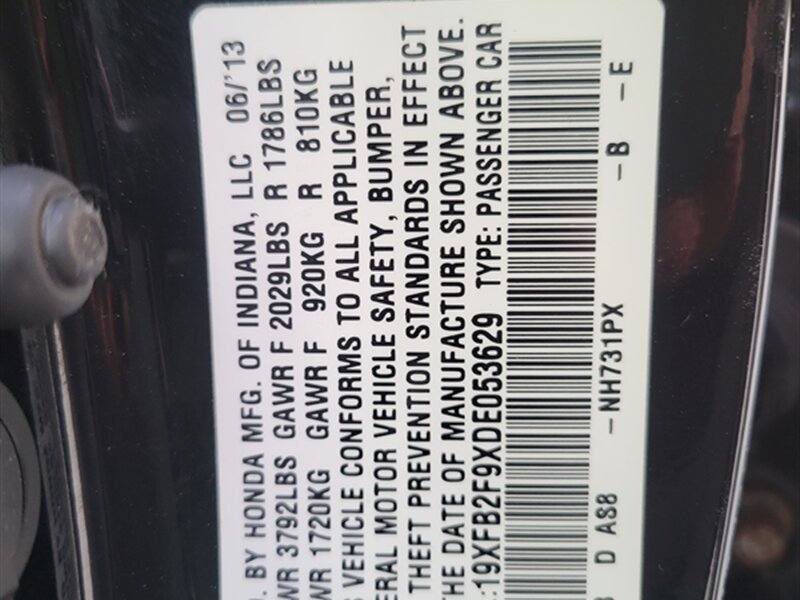 . BY HONDA MFG. OF INDIANA, LLC 06/'13
WR 3792LBS GAWR F 2029LBS R 1786LBS
WR 1720KG GAWR F 920KG R 810KG
VEHICLE CONFORMS TO ALL APPLICABLE
ERAL MOTOR VEHICLE SAFETY, BUMPER,
THEFT PREVENTION STANDARDS IN EFFECT
THE DATE OF MANUFACTURE SHOWN ABOVE.
:19XFB2F9XDE053629 TYPE: PASSENGER CAR
D AS8 -NH731PX -B -E